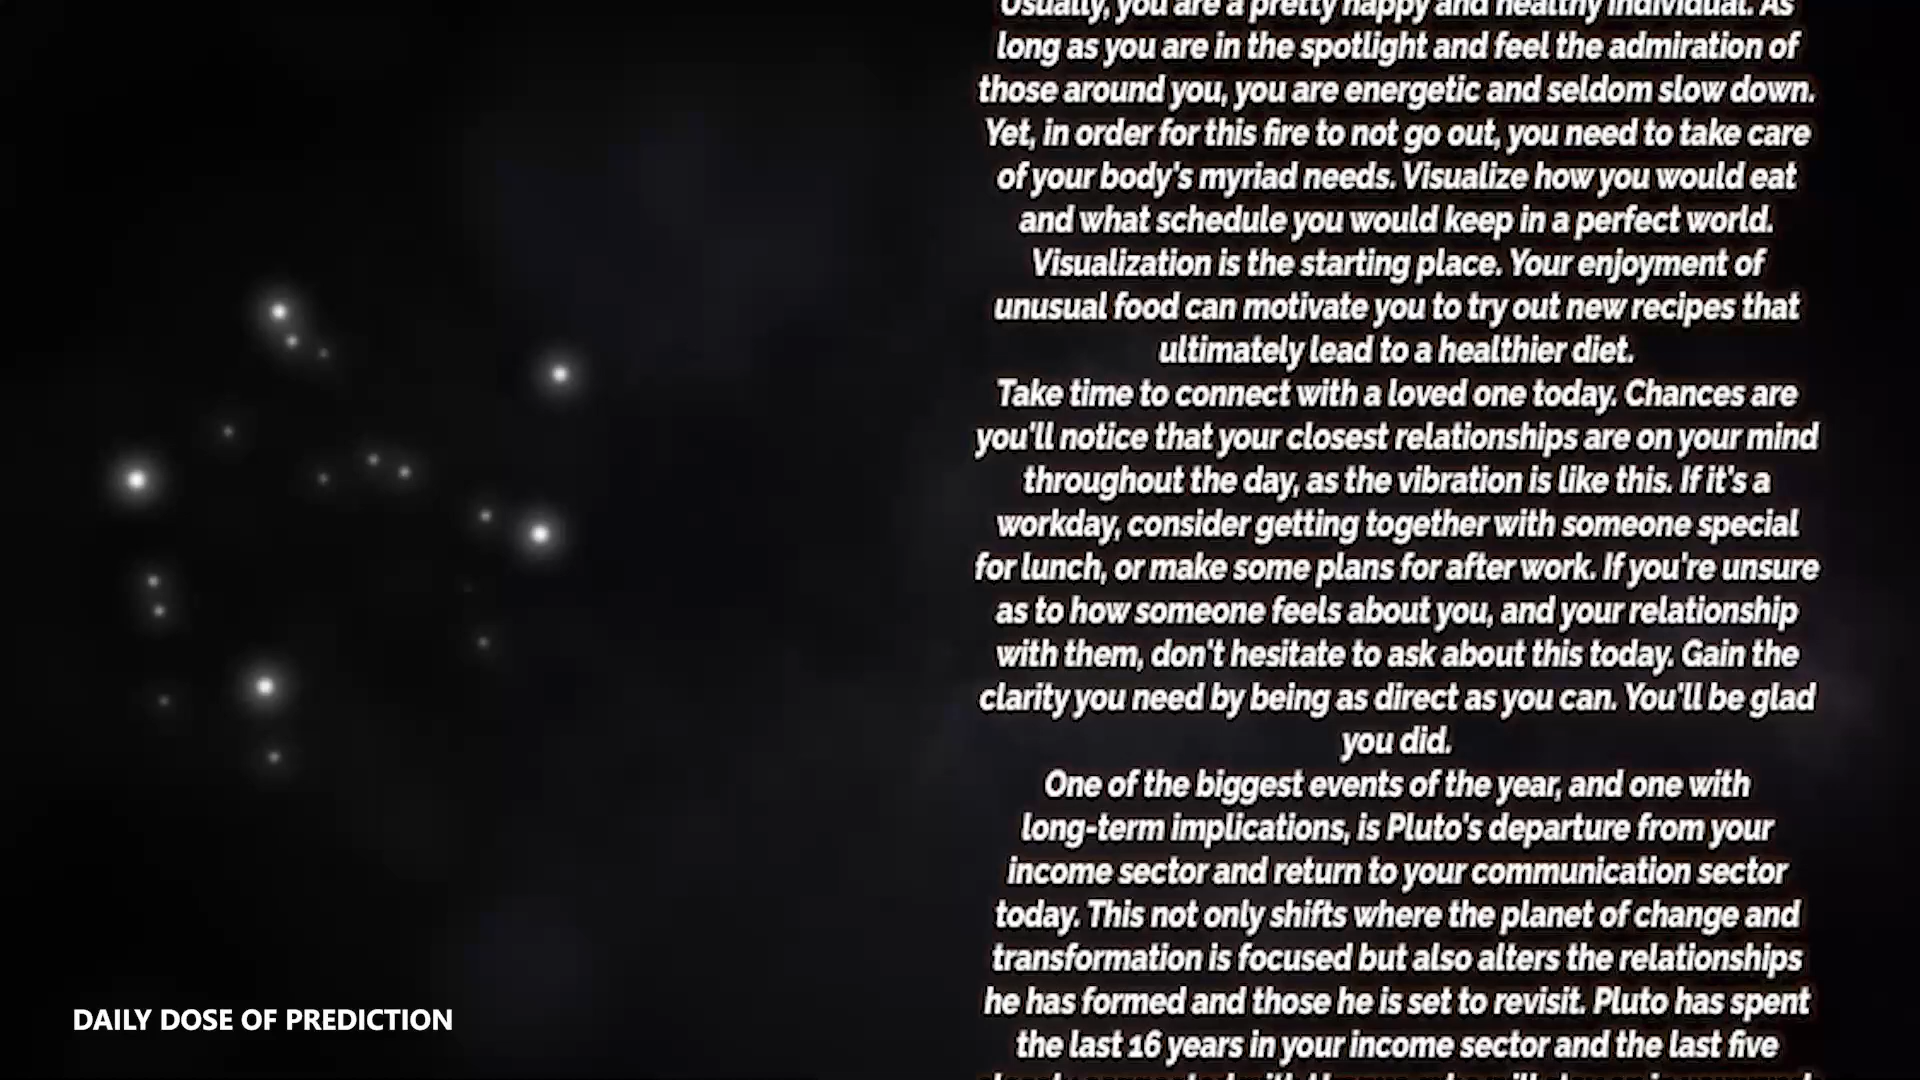 Usually, you are a pretty happy and healthy individual. As
long as you are in the spotlight and feel the admiration of
those around you, you are energetic and seldom slow down.
Yet, in order for this fire to not go out, you need to take care
of your body's myriad needs. Visualize how you would eat
and what schedule you would keep in a perfect world.
Visualization is the starting place. Your enjoyment of
unusual food can motivate you to try out new recipes that
ultimately lead to a healthier diet.
Take time to connect with a loved one today. Chances are
you'll notice that your closest relationships are on your mind
throughout the day, as the vibration is like this. If it's a
workday, consider getting together with someone special
for lunch, or make some plans for after work. If you're unsure
as to how someone feels about you, and your relationship
with them, don't hesitate to ask about this today. Gain the
clarity you need by being as direct as you can. You'll be glad
you did.
One of the biggest events of the year, and one with
long-term implications, is Pluto's departure from your
income sector and return to your communication sector
today. This not only shifts where the planet of change and
transformation is focused but also alters the relationships
he has formed and those he is set to revisit. Pluto has spent
the last 16 years in your income sector and the last five
DAILY DOSE OF PREDICTION